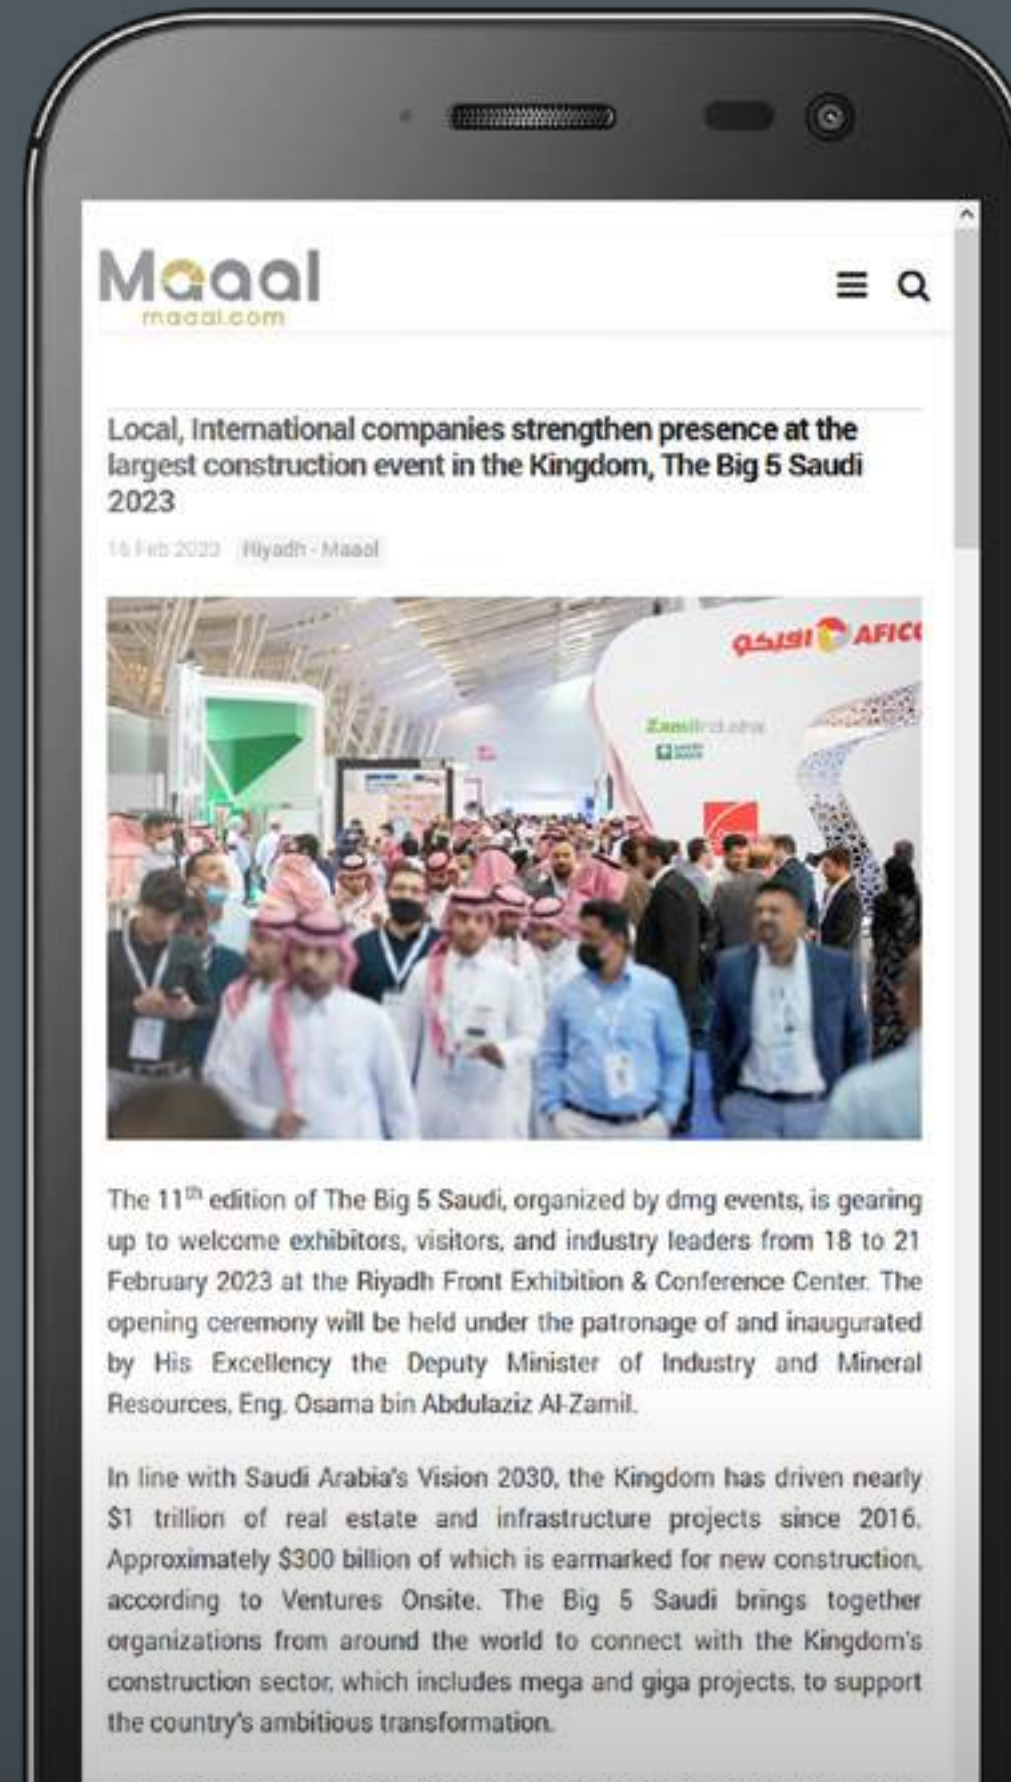 Maaal
maaal.com
Local, International companies strengthen presence at the
largest construction event in the Kingdom, The Big 5 Saudi
2023
16 Feb 2023 Riyadh - Maaal
افيكو AFICO
Zamil
The 11th edition of The Big 5 Saudi, organized by dmg events, is gearing
up to welcome exhibitors, visitors, and industry leaders from 18 to 21
February 2023 at the Riyadh Front Exhibition & Conference Center. The
opening ceremony will be held under the patronage of and inaugurated
by His Excellency the Deputy Minister of Industry and Mineral
Resources, Eng. Osama bin Abdulaziz Al-Zamil.
In line with Saudi Arabia's Vision 2030, the Kingdom has driven nearly
$1 trillion of real estate and infrastructure projects since 2016.
Approximately $300 billion of which is earmarked for new construction,
according to Ventures Onsite. The Big 5 Saudi brings together
organizations from around the world to connect with the Kingdom's
construction sector, which includes mega and giga projects, to support
the country's ambitious transformation.